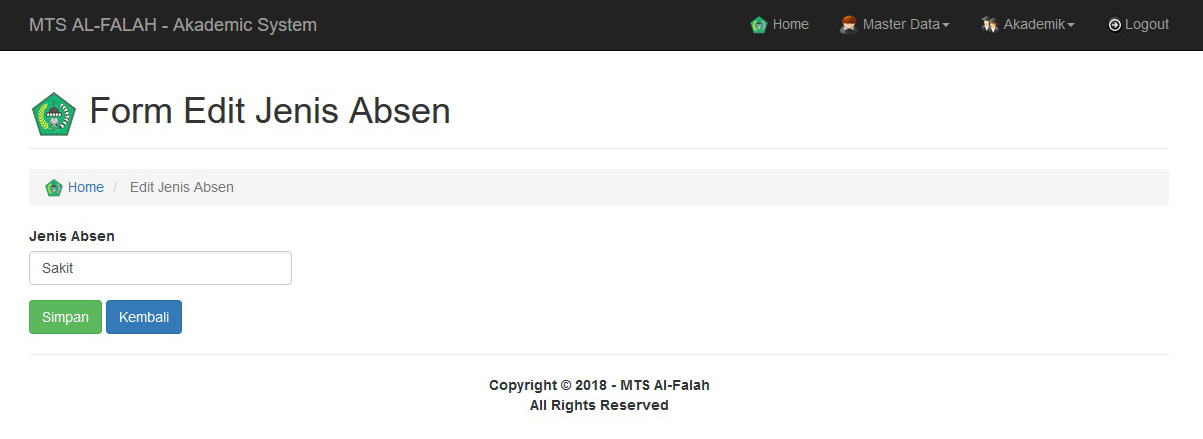 MTS AL-FALAH - Akademic System Home Master Data Akademik Logout
Form Edit Jenis Absen
Home / Edit Jenis Absen
Jenis Absen
Sakit
Simpan Kembali
Copyright © 2018 - MTS Al-Falah
All Rights Reserved